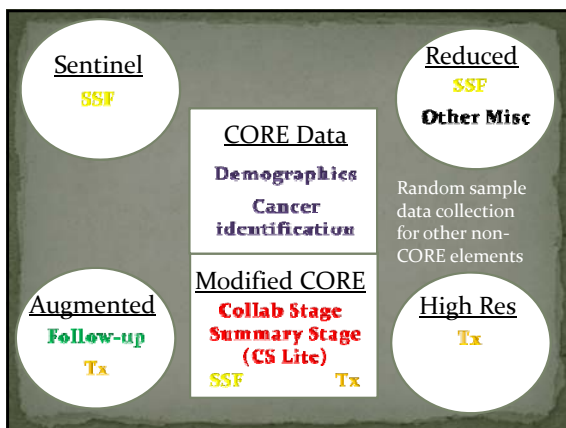 Sentinel
SSF
Reduced
SSF
Other Misc
CORE Data
Demographics
Cancer
identification
Random sample
data collection
for other non-
CORE elements
Augmented
Follow-up
Tx
Modified CORE
Collab Stage
Summary Stage
(CS Lite)
SSF Tx
High Res
Tx